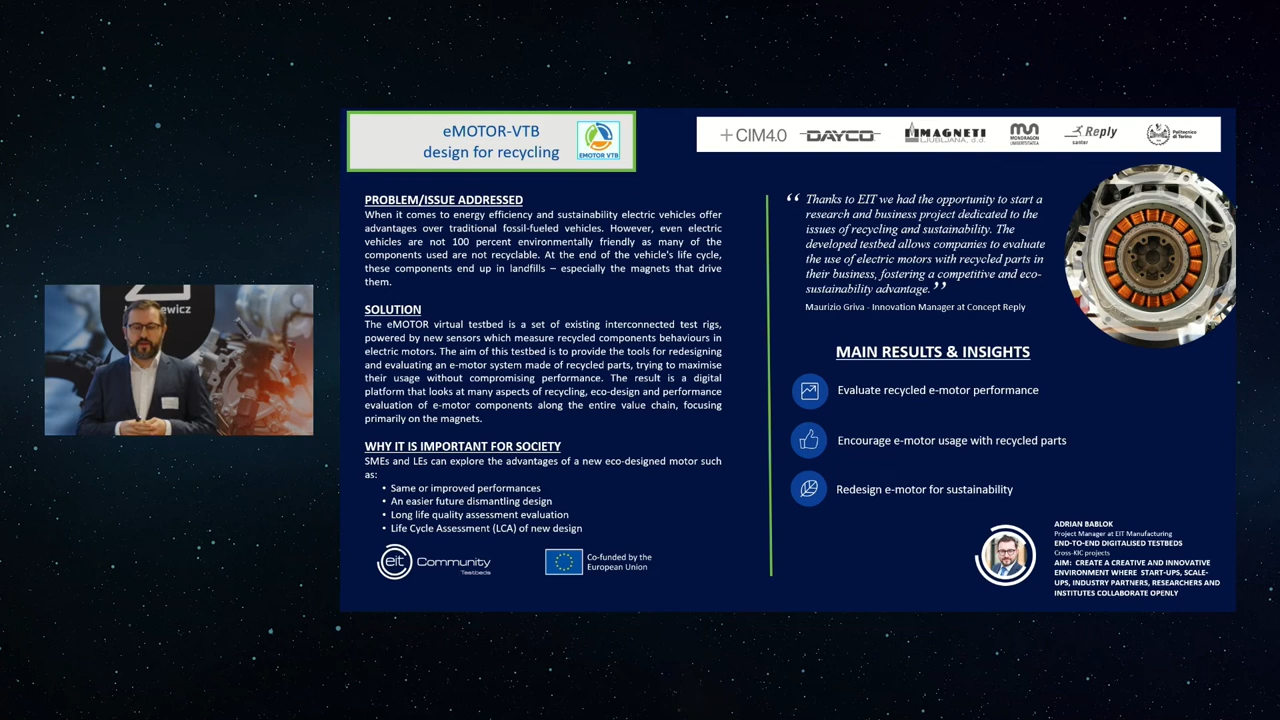 ewicz
eMOTOR-VTB
design for recycling
EMOTOR VTB
+CIM4.0
DAYCO
MAGNETI
LJUBLJANA, d.d.
MONDRAGON
UNIBERTSITATEA
Reply
santer
Politecnico
di Torino
PROBLEM/ISSUE ADDRESSED
When it comes to energy efficiency and sustainability electric vehicles offer
advantages over traditional fossil-fueled vehicles. However, even electric
vehicles are not 100 percent environmentally friendly as many of the
components used are not recyclable. At the end of the vehicle's life cycle,
these components end up in landfills – especially the magnets that drive
them.
SOLUTION
The eMOTOR virtual testbed is a set of existing interconnected test rigs,
powered by new sensors which measure recycled components behaviours in
electric motors. The aim of this testbed is to provide the tools for redesigning
and evaluating an e-motor system made of recycled parts, trying to maximise
their usage without compromising performance. The result is a digital
platform that looks at many aspects of recycling, eco-design and performance
evaluation of e-motor components along the entire value chain, focusing
primarily on the magnets.
WHY IT IS IMPORTANT FOR SOCIETY
SMEs and LEs can explore the advantages of a new eco-designed motor such
as:
• Same or improved performances
• An easier future dismantling design
• Long life quality assessment evaluation
• Life Cycle Assessment (LCA) of new design
eit Community
Testbeds
Co-funded by the
European Union
“ Thanks to EIT we had the opportunity to start a
research and business project dedicated to the
issues of recycling and sustainability. The
developed testbed allows companies to evaluate
the use of electric motors with recycled parts in
their business, fostering a competitive and eco-
sustainability advantage. ”
Maurizio Griva - Innovation Manager at Concept Reply
MAIN RESULTS & INSIGHTS
Evaluate recycled e-motor performance
Encourage e-motor usage with recycled parts
Redesign e-motor for sustainability
ADRIAN BABLOK
Project Manager at EIT Manufacturing
END-TO-END DIGITALISED TESTBEDS
Cross-KIC projects
AIM: CREATE A CREATIVE AND INNOVATIVE
ENVIRONMENT WHERE START-UPS, SCALE-
UPS, INDUSTRY PARTNERS, RESEARCHERS AND
INSTITUTES COLLABORATE OPENLY